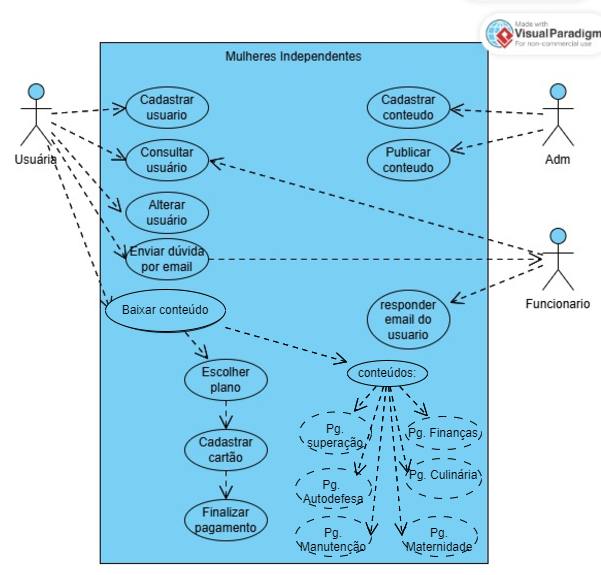 Made with
Visual Paradigm
For non-commercial use
Mulheres Independentes
Cadastrar
usuario
Cadastrar
conteudo
Usuária
Consultar
usuário
Publicar
conteudo
Adm
Alterar
usuário
Enviar dúvida
por email
Funcionario
Baixar conteúdo
responder
email do
usuario
Escolher
plano
conteúdos:
Pg.
superação
Pg. Finanças
Cadastrar
cartão
Pg. Culinária
Pg.
Autodefesa
Finalizar
pagamento
Pg.
Manutenção
Pg.
Maternidade